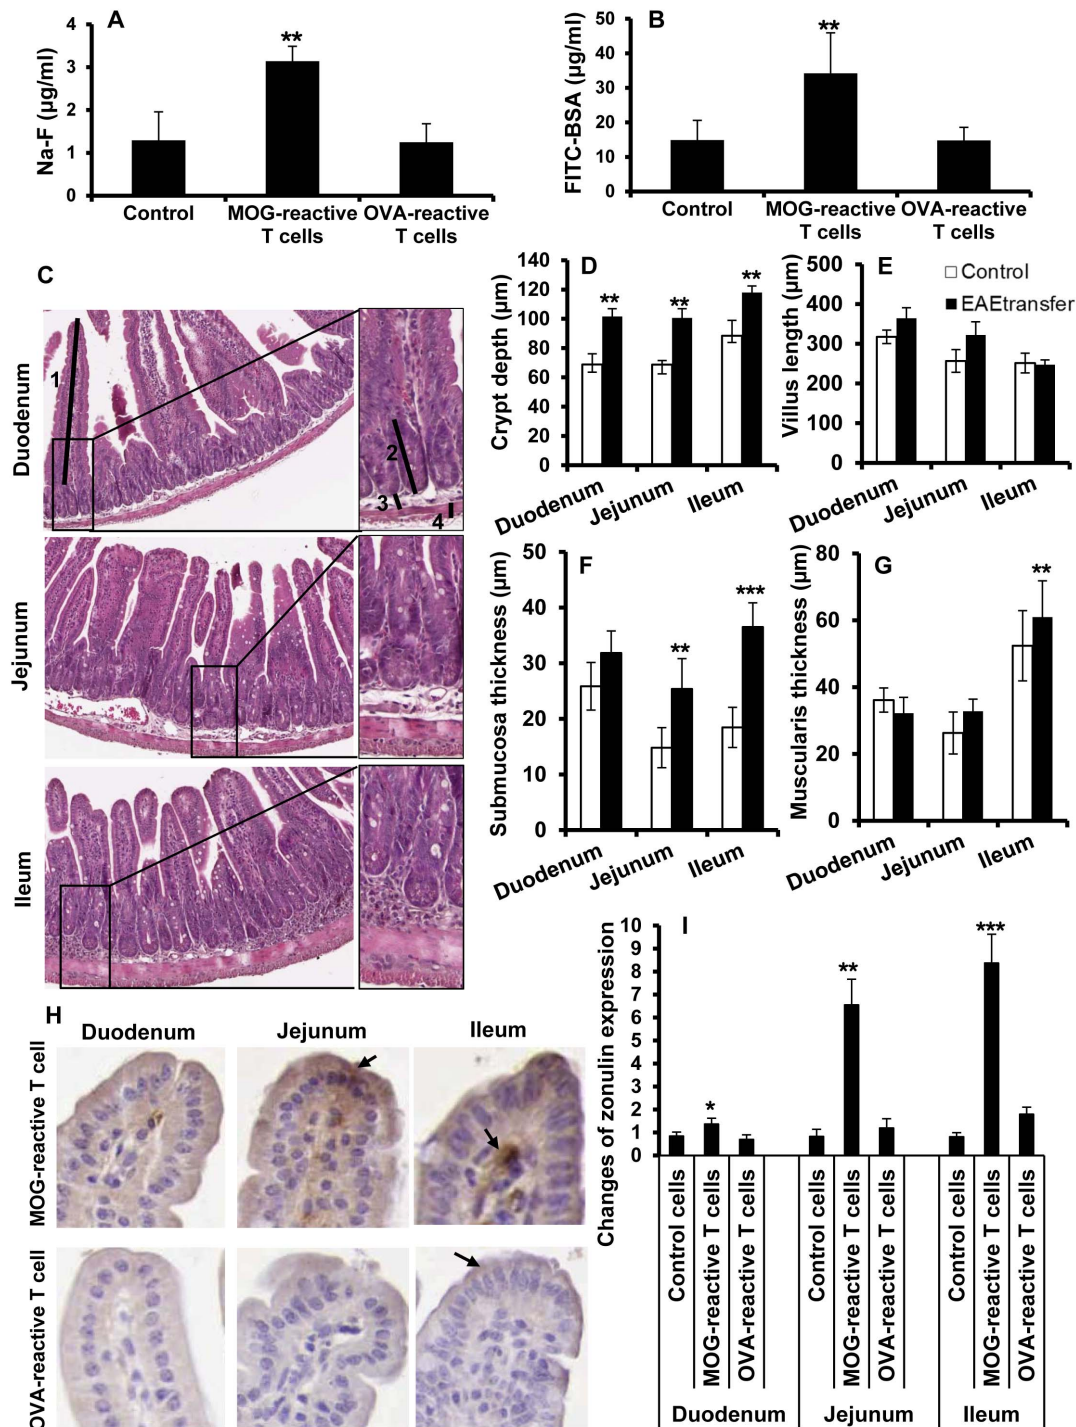 A
Na-F (µg/ml)
4
3
2
1
0
**
Control
MOG-reactive
T cells
OVA-reactive
T cells
B
FITC-BSA (µg/ml)
50
40
30
20
10
0
**
Control
MOG-reactive
T cells
OVA-reactive
T cells
C
Duodenum
1
2
3
4
Jejunum
Ileum
D
Crypt depth (µm)
140
120
100
80
60
40
20
0
**
**
**
Duodenum
Jejunum
Ileum
E
Villus length (µm)
500
400
300
200
100
0
Control
EAEtransfer
Duodenum
Jejunum
Ileum
F
Submucosa thickness (µm)
50
40
30
20
10
0
**
***
Duodenum
Jejunum
Ileum
G
Muscularis thickness (µm)
80
60
40
20
0
**
Duodenum
Jejunum
Ileum
H
Duodenum
Jejunum
Ileum
MOG-reactive T cell
OVA-reactive T cell
I
Changes of zonulin expression
10
9
8
7
6
5
4
3
2
1
0
*
**
***
Control cells
MOG-reactive T cells
OVA-reactive T cells
Control cells
MOG-reactive T cells
OVA-reactive T cells
Control cells
MOG-reactive T cells
OVA-reactive T cells
Duodenum
Jejunum
Ileum